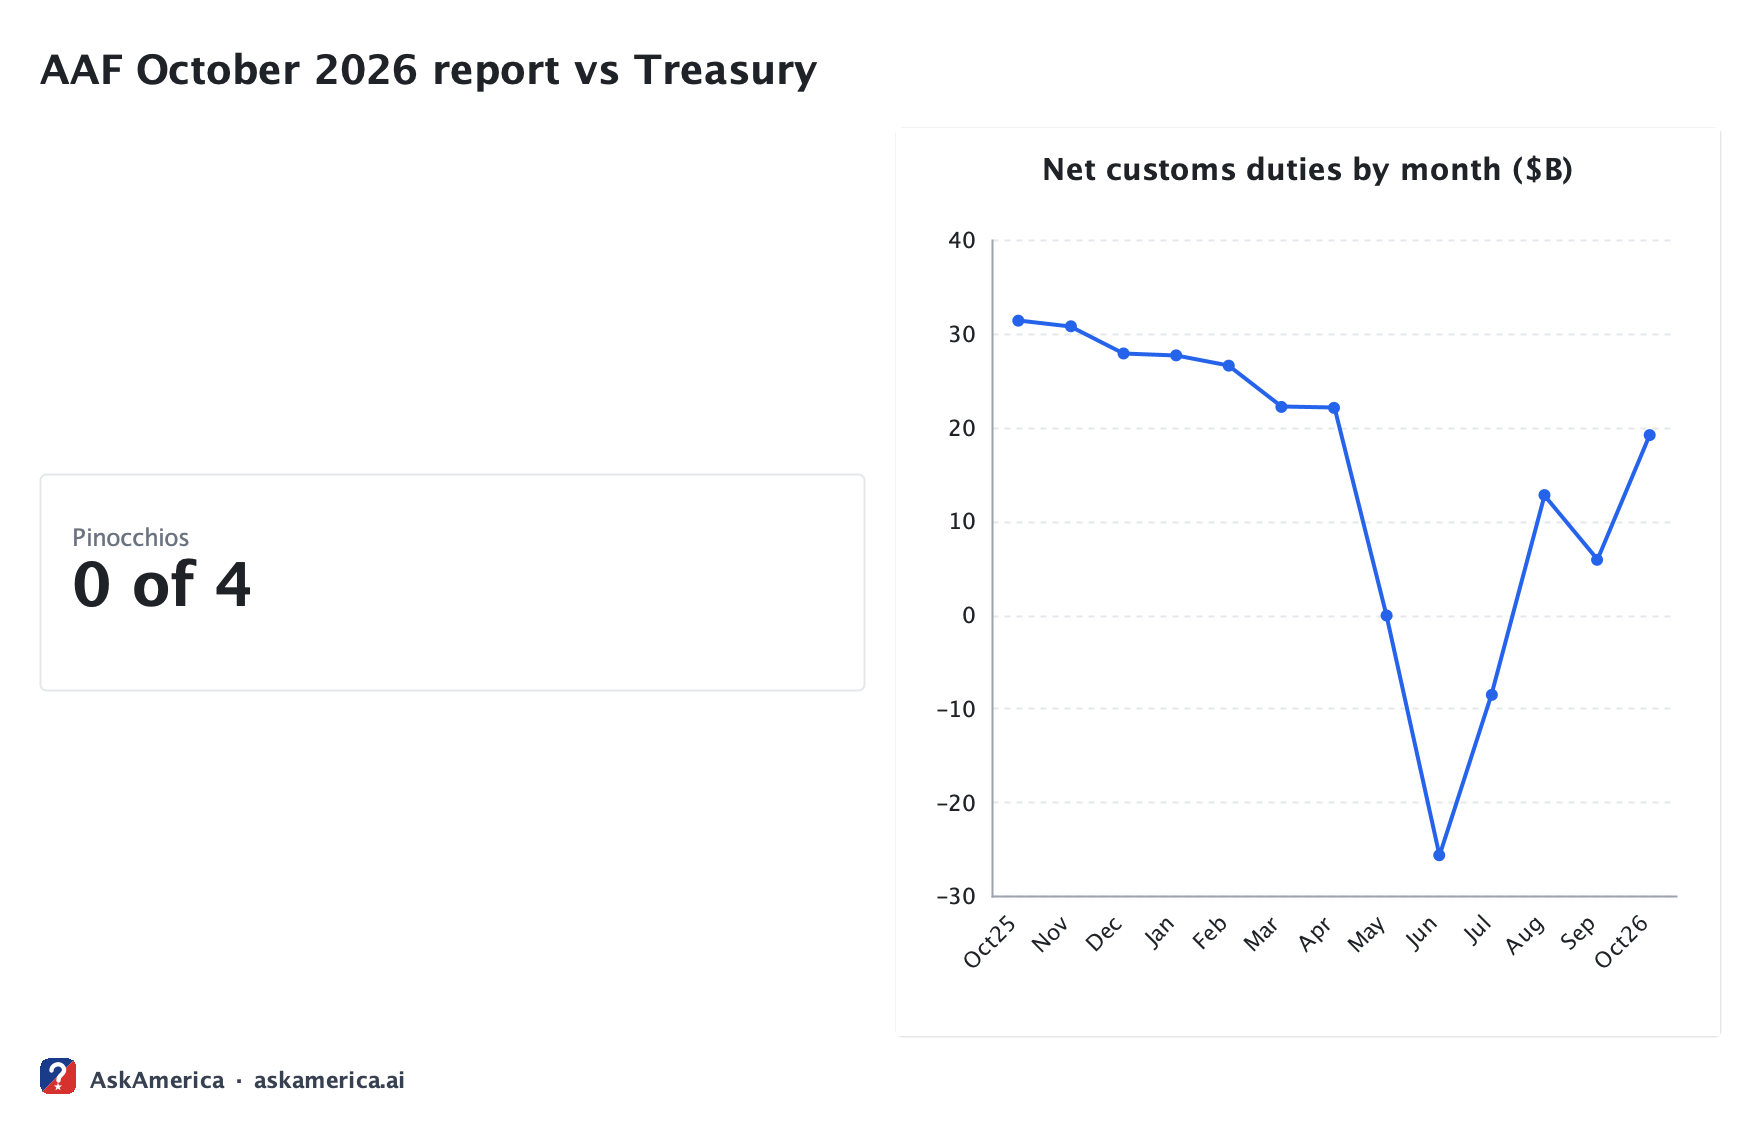 AAF October 2026 report vs Treasury
Pinocchios
0 of 4
Net customs duties by month ($B)
40
30
20
10
0
−10
−20
−30
Oct25
Nov
Dec
Jan
Feb
Mar
Apr
May
Jun
Jul
Aug
Sep
Oct26
AskAmerica · askamerica.ai